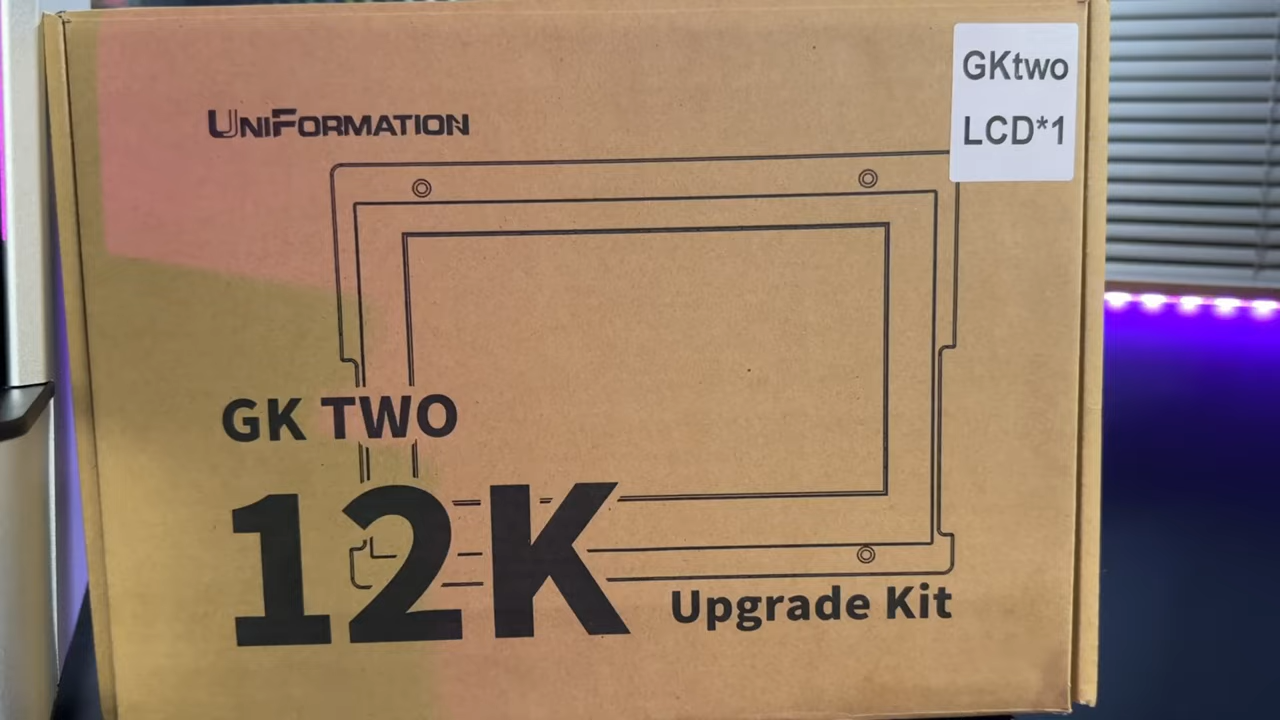 GKtwo
LCD*1
UNIFORMATION
GK TWO
12K
Upgrade Kit